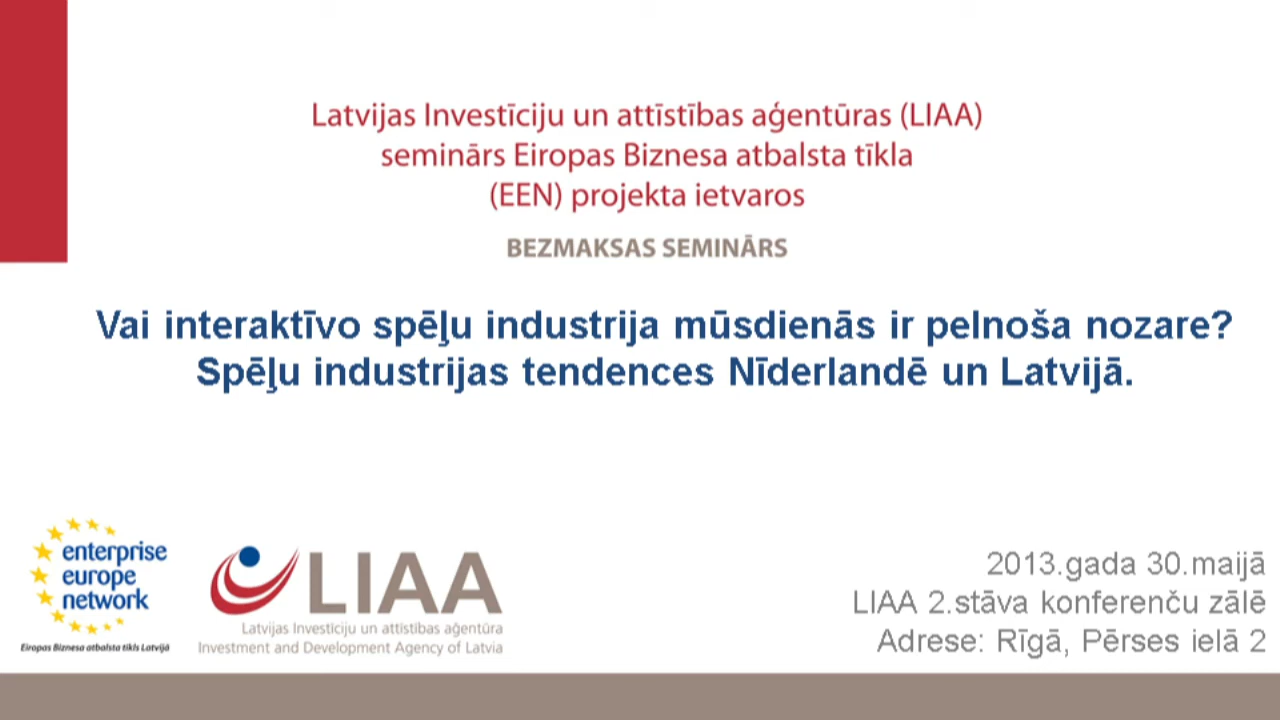 Latvijas Investīciju un attīstības aģentūras (LIAA)
seminārs Eiropas Biznesa atbalsta tīkla
(EEN) projekta ietvaros
BEZMAKSAS SEMINĀRS
Vai interaktīvo spēļu industrija mūsdienās ir pelnoša nozare?
Spēļu industrijas tendences Nīderlandē un Latvijā.
enterprise
europe
network
Eiropas Biznesa atbalsta tīkls Latvijā
LIAA
Latvijas Investīciju un attīstības aģentūra
Investment and Development Agency of Latvia
2013.gada 30.maijā
LIAA 2.stāva konferenču zālē
Adrese: Rīgā, Pērses ielā 2